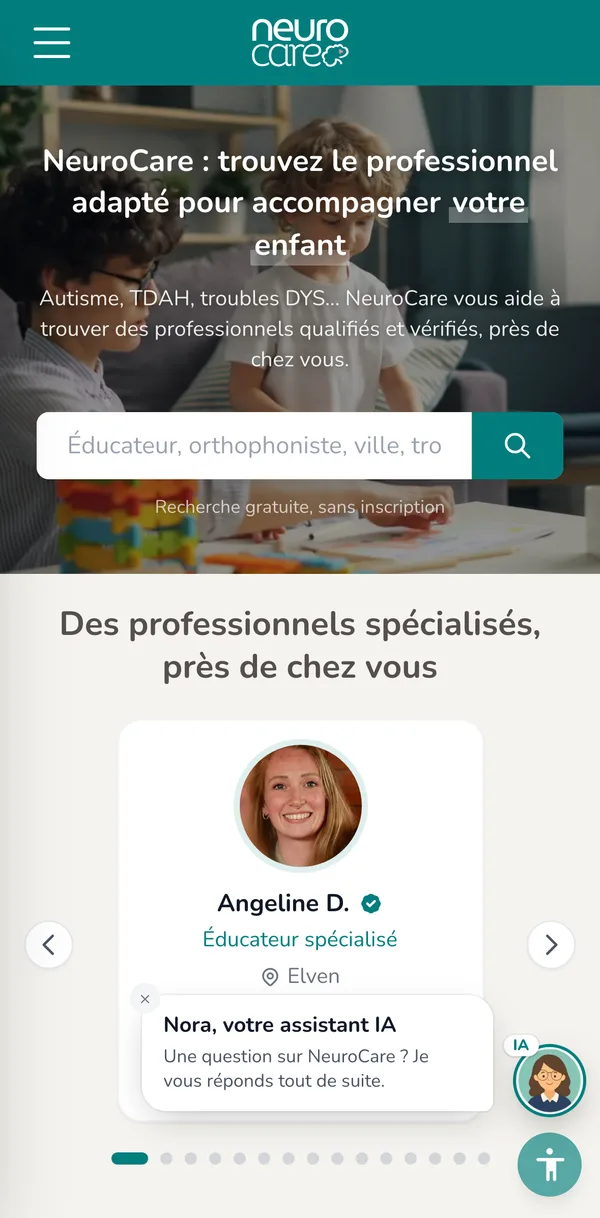 neuro
care
NeuroCare : trouvez le professionnel
adapté pour accompagner votre
enfant
Autisme, TDAH, troubles DYS... NeuroCare vous aide à
trouver des professionnels qualifiés et vérifiés, près de
chez vous.
Éducateur, orthophoniste, ville, tro
Recherche gratuite, sans inscription
Des professionnels spécialisés,
près de chez vous
Angeline D.
Éducateur spécialisé
Elven
Nora, votre assistant IA
Une question sur NeuroCare ? Je
vous réponds tout de suite.
IA